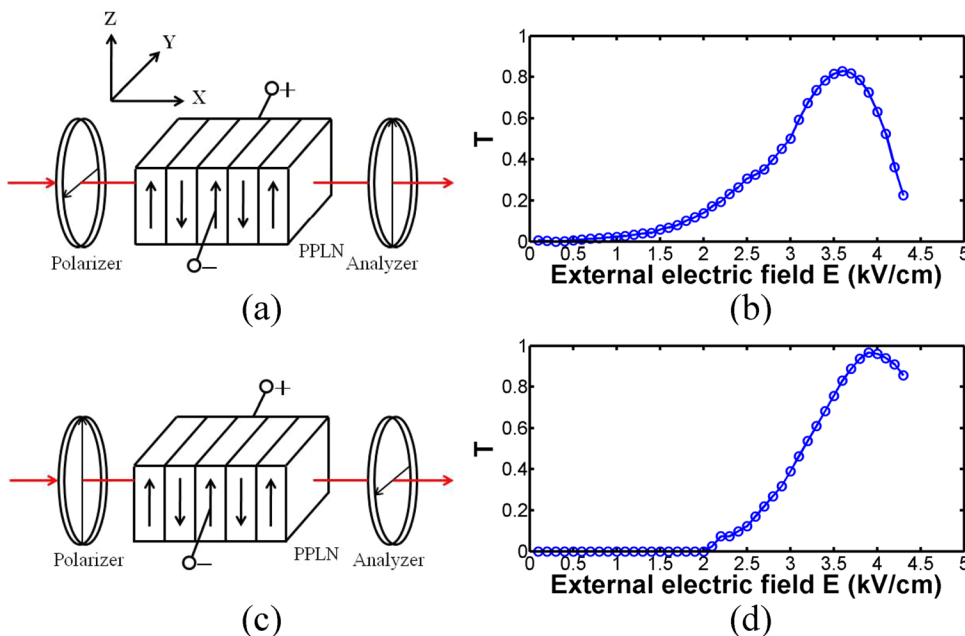 Z
Y
X
+
−
PPLN
Polarizer
Analyzer
(a)
1
0.8
0.6
0.4
0.2
0
T
0 0.5 1 1.5 2 2.5 3 3.5 4 4.5 5
External electric field E (kV/cm)
(b)
+
−
PPLN
Polarizer
Analyzer
(c)
1
0.8
0.6
0.4
0.2
0
T
0 0.5 1 1.5 2 2.5 3 3.5 4 4.5 5
External electric field E (kV/cm)
(d)